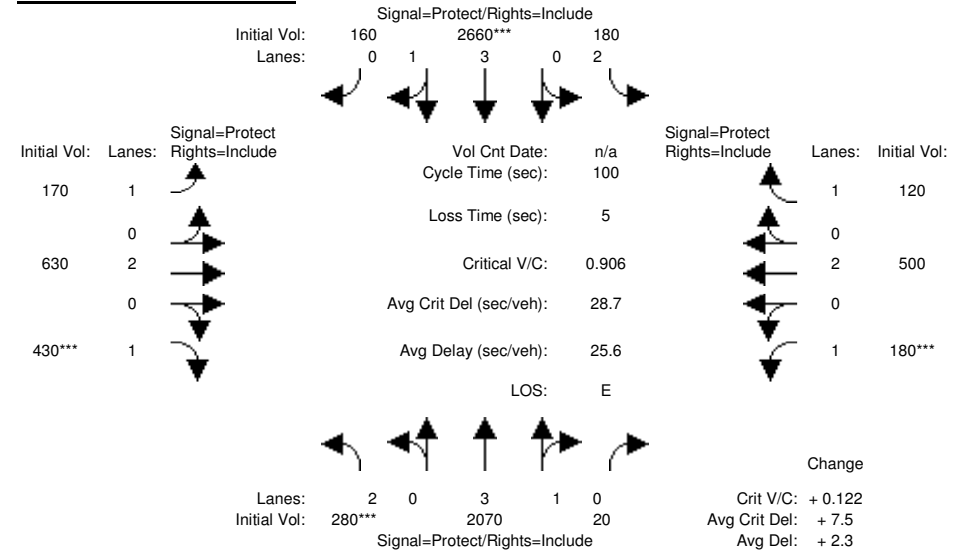 Signal=Protect/Rights=Include
Initial Vol: 160 2660*** 180
Lanes: 0 1 3 0 2
Signal=Protect Signal=Protect
Initial Vol: Lanes: Rights=Include Vol Cnt Date: n/a Rights=Include Lanes: Initial Vol:
Cycle Time (sec): 100
170 1 1 120
Loss Time (sec): 5
0 0
630 2 Critical V/C: 0.906 2 500
0 Avg Crit Del (sec/veh): 28.7 0
430*** 1 Avg Delay (sec/veh): 25.6 1 180***
LOS: E
Change
Lanes: 2 0 3 1 0 Crit V/C: + 0.122
Initial Vol: 280*** 2070 20 Avg Crit Del: + 7.5
Signal=Protect/Rights=Include Avg Del: + 2.3